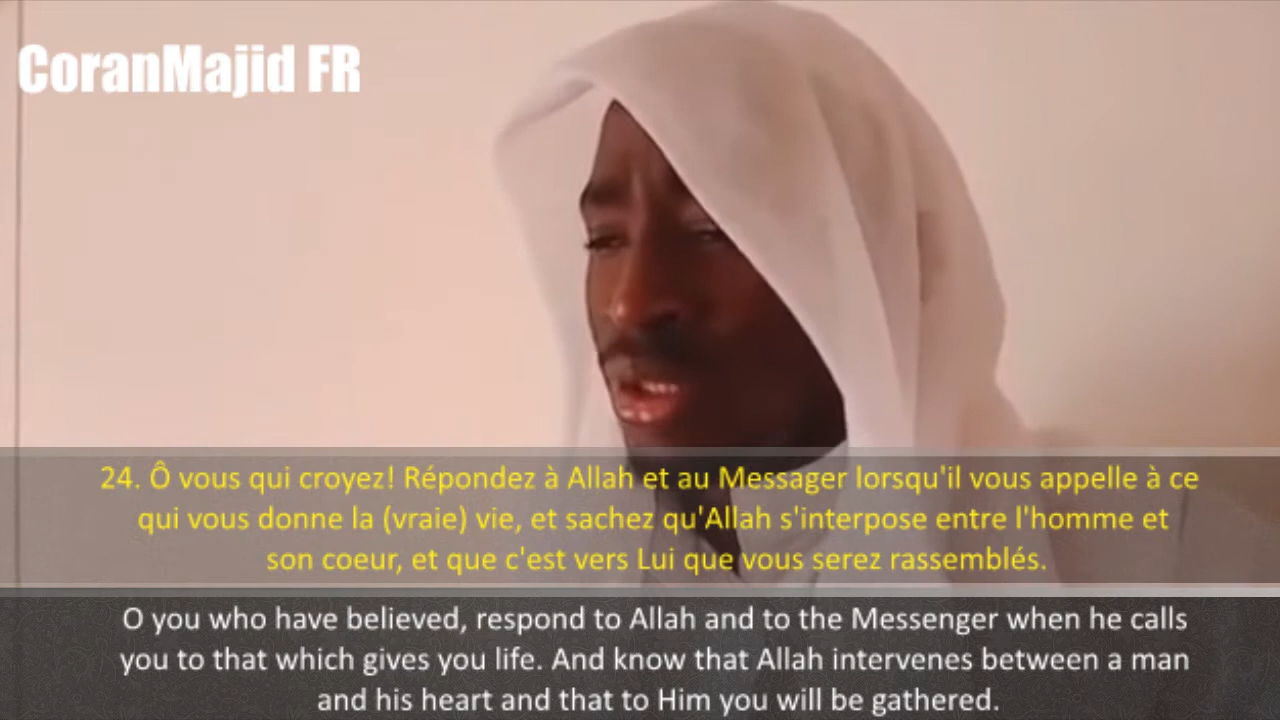 CoranMajid FR
24. Ô vous qui croyez! Répondez à Allah et au Messager lorsqu'il vous appelle à ce
qui vous donne la (vraie) vie, et sachez qu'Allah s'interpose entre l'homme et
son coeur, et que c'est vers Lui que vous serez rassemblés.
O you who have believed, respond to Allah and to the Messenger when he calls
you to that which gives you life. And know that Allah intervenes between a man
and his heart and that to Him you will be gathered.